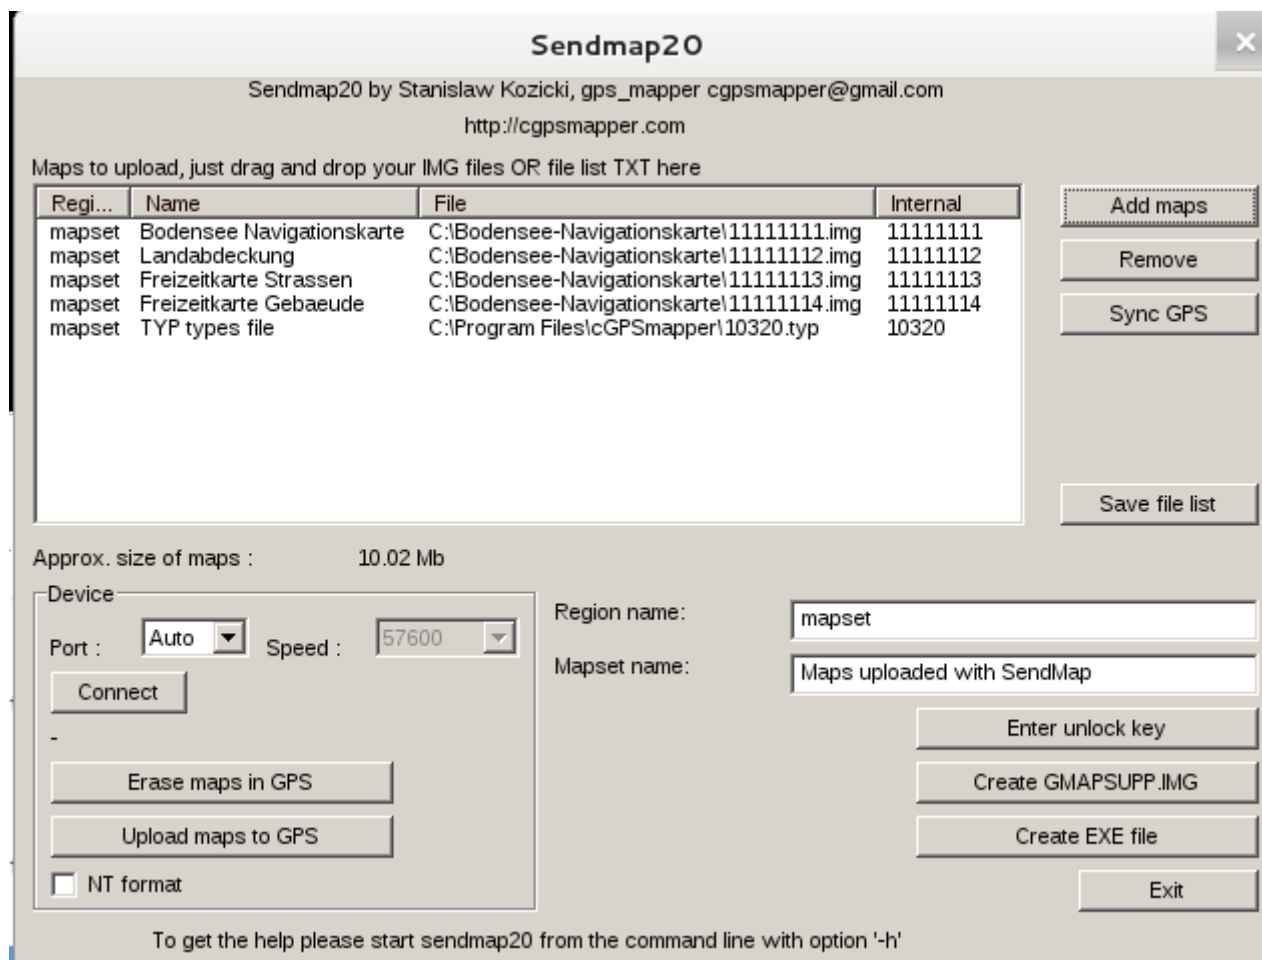 Sendmap20
Sendmap20 by Stanislaw Kozicki, gps_mapper cgpsmapper@gmail.com
http://cgpsmapper.com
Maps to upload, just drag and drop your IMG files OR file list TXT here
Regi... Name File Internal
mapset Bodensee Navigationskarte C:\Bodensee-Navigationskarte\11111111.img 11111111
mapset Landabdeckung C:\Bodensee-Navigationskarte\11111112.img 11111112
mapset Freizeitkarte Strassen C:\Bodensee-Navigationskarte\11111113.img 11111113
mapset Freizeitkarte Gebaeude C:\Bodensee-Navigationskarte\11111114.img 11111114
mapset TYP types file C:\Program Files\cGPSmapper\10320.typ 10320
Add maps
Remove
Sync GPS
Save file list
Approx. size of maps : 10.02 Mb
Device
Port : Auto Speed : 57600
Connect
-
Erase maps in GPS
Upload maps to GPS
NT format
Region name: mapset
Mapset name: Maps uploaded with SendMap
Enter unlock key
Create GMAPSUPP.IMG
Create EXE file
Exit
To get the help please start sendmap20 from the command line with option '-h'